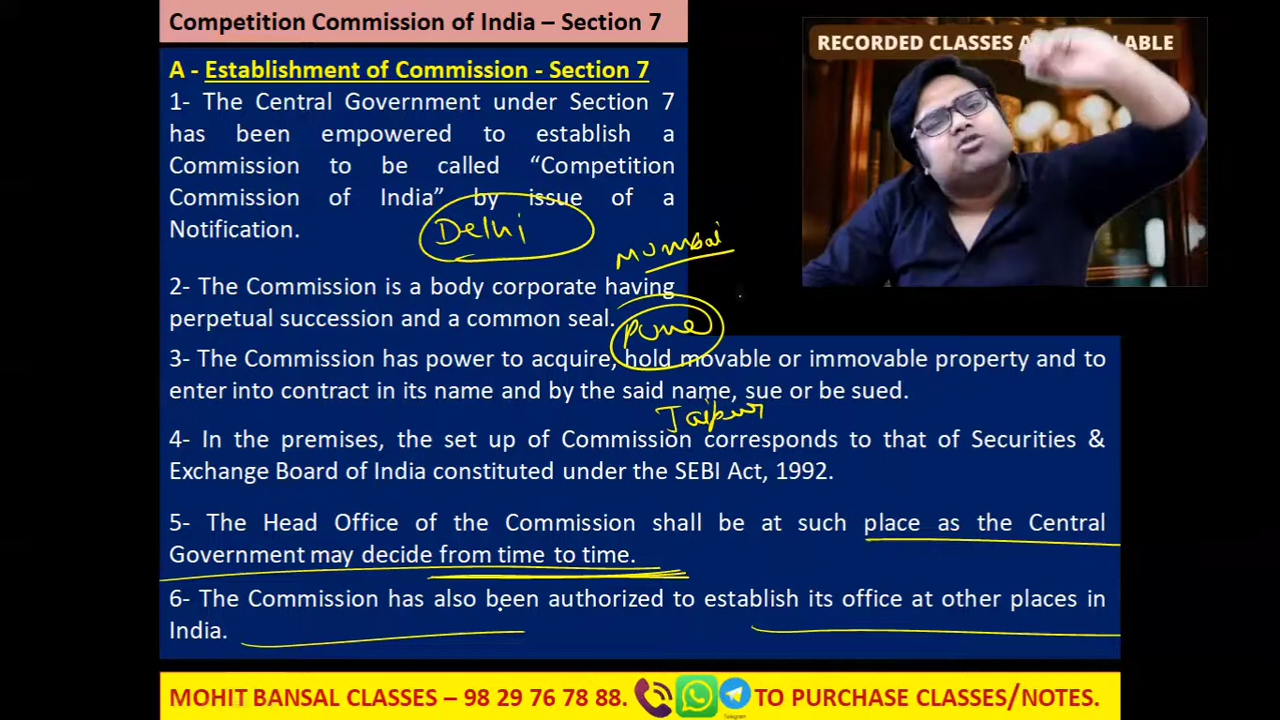 Competition Commission of India – Section 7
RECORDED CLASSES A LABLE
A - Establishment of Commission - Section 7
1- The Central Government under Section 7
has been empowered to establish a
Commission to be called “Competition
Commission of India” by issue of a
Notification.
Delhi
Mumbai
2- The Commission is a body corporate having
perpetual succession and a common seal.
Pune
3- The Commission has power to acquire, hold movable or immovable property and to
enter into contract in its name and by the said name, sue or be sued.
Jaipur
4- In the premises, the set up of Commission corresponds to that of Securities &
Exchange Board of India constituted under the SEBI Act, 1992.
5- The Head Office of the Commission shall be at such place as the Central
Government may decide from time to time.
6- The Commission has also been authorized to establish its office at other places in
India.
MOHIT BANSAL CLASSES – 98 29 76 78 88. TO PURCHASE CLASSES/NOTES.
Telegram